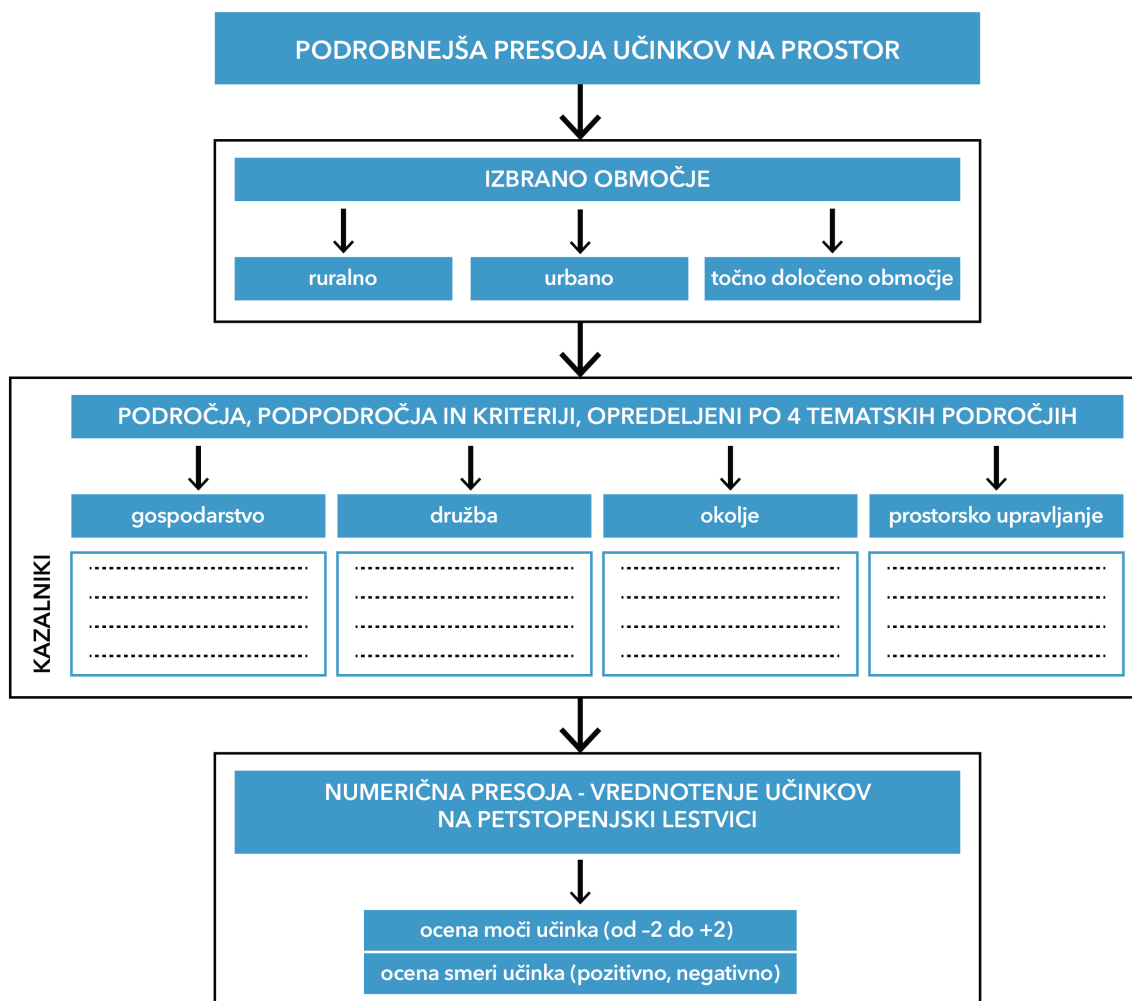 PODROBNEJŠA PRESOJA UČINKOV NA PROSTOR
IZBRANO OBMOČJE
ruralno
urbano
točno določeno območje
PODROČJA, PODPODROČJA IN KRITERIJI, OPREDELJENI PO 4 TEMATSKIH PODROČJIH
gospodarstvo
družba
okolje
prostorsko upravljanje
KAZALNIKI
NUMERIČNA PRESOJA - VREDNOTENJE UČINKOV
NA PETSTOPENJSKI LESTVICI
ocena moči učinka (od –2 do +2)
ocena smeri učinka (pozitivno, negativno)